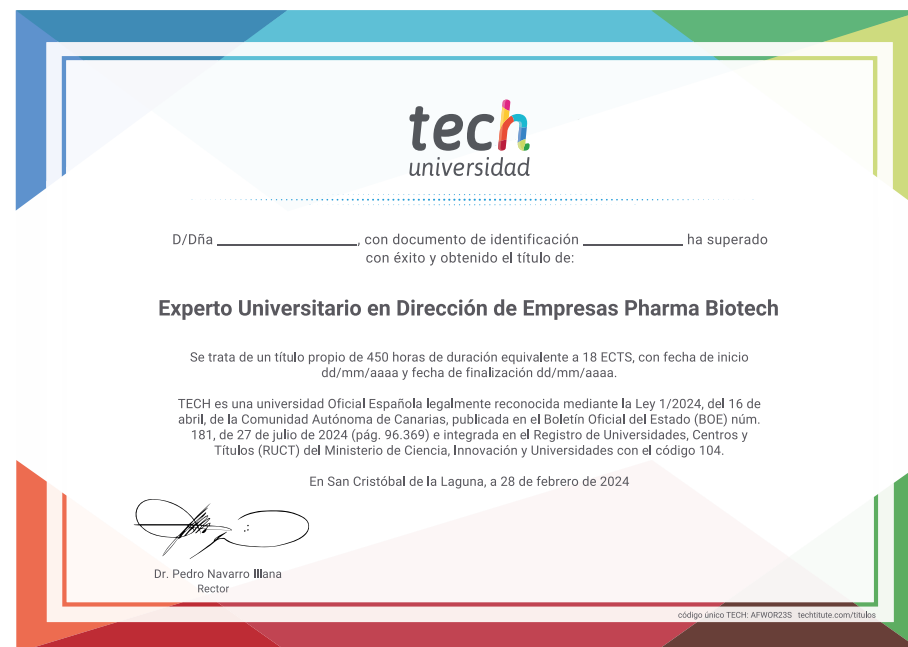 tech
universidad
D/Dña ____________________, con documento de identificación ______________ ha superado
con éxito y obtenido el título de:
Experto Universitario en Dirección de Empresas Pharma Biotech
Se trata de un título propio de 450 horas de duración equivalente a 18 ECTS, con fecha de inicio
dd/mm/aaaa y fecha de finalización dd/mm/aaaa.
TECH es una universidad Oficial Española legalmente reconocida mediante la Ley 1/2024, del 16 de
abril, de la Comunidad Autónoma de Canarias, publicada en el Boletín Oficial del Estado (BOE) núm.
181, de 27 de julio de 2024 (pág. 96.369) e integrada en el Registro de Universidades, Centros y
Títulos (RUCT) del Ministerio de Ciencia, Innovación y Universidades con el código 104.
En San Cristóbal de la Laguna, a 28 de febrero de 2024
Dr. Pedro Navarro Illana
Rector
código único TECH: AFWOR23S techtitute.com/titulos